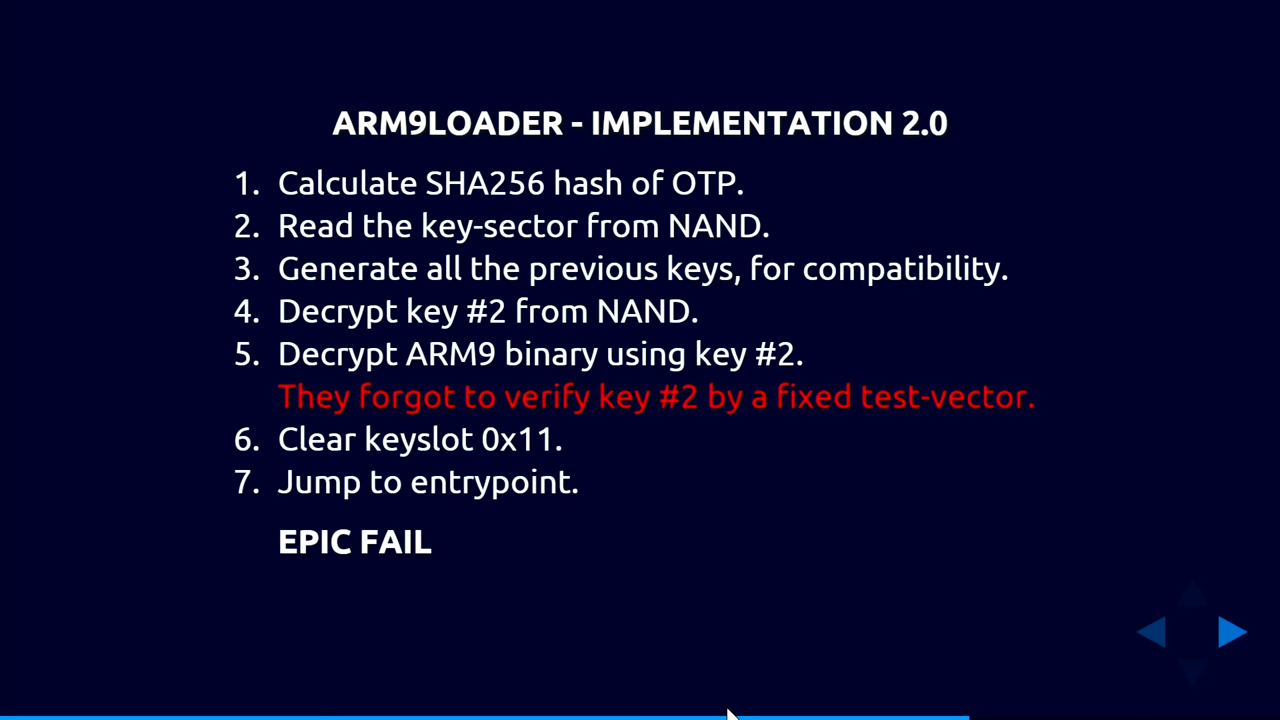 ARM9LOADER - IMPLEMENTATION 2.0
1. Calculate SHA256 hash of OTP.
2. Read the key-sector from NAND.
3. Generate all the previous keys, for compatibility.
4. Decrypt key #2 from NAND.
5. Decrypt ARM9 binary using key #2.
They forgot to verify key #2 by a fixed test-vector.
6. Clear keyslot 0x11.
7. Jump to entrypoint.
EPIC FAIL